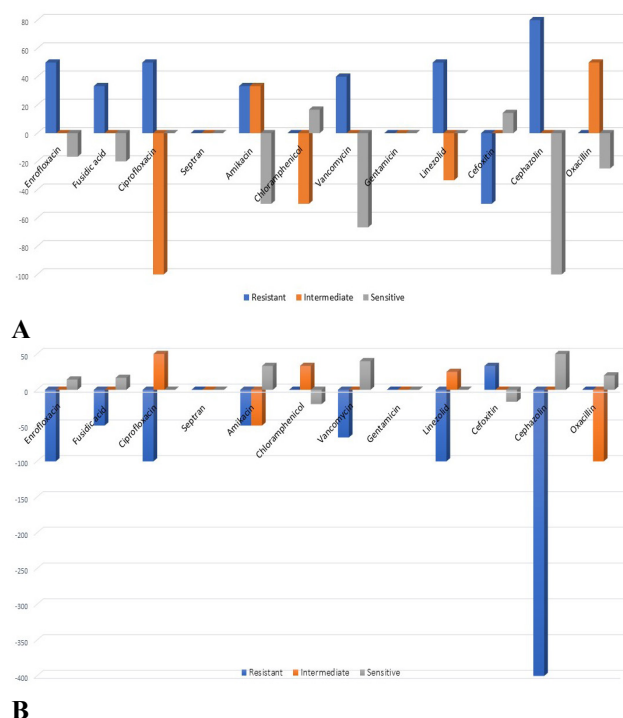 80
60
40
20
0
-20
-40
-60
-80
-100
Enrofloxacin
Fusidic acid
Ciprofloxacin
Septran
Amikacin
Chloramphenicol
Vancomycin
Gentamicin
Linezolid
Cefoxitin
Cephazolin
Oxacillin
Resistant Intermediate Sensitive
A
50
0
-50
-100
-150
-200
-250
-300
-350
-400
Enrofloxacin
Fusidic acid
Ciprofloxacin
Septran
Amikacin
Chloramphenicol
Vancomycin
Gentamicin
Linezolid
Cefoxitin
Cephazolin
Oxacillin
Resistant Intermediate Sensitive
B